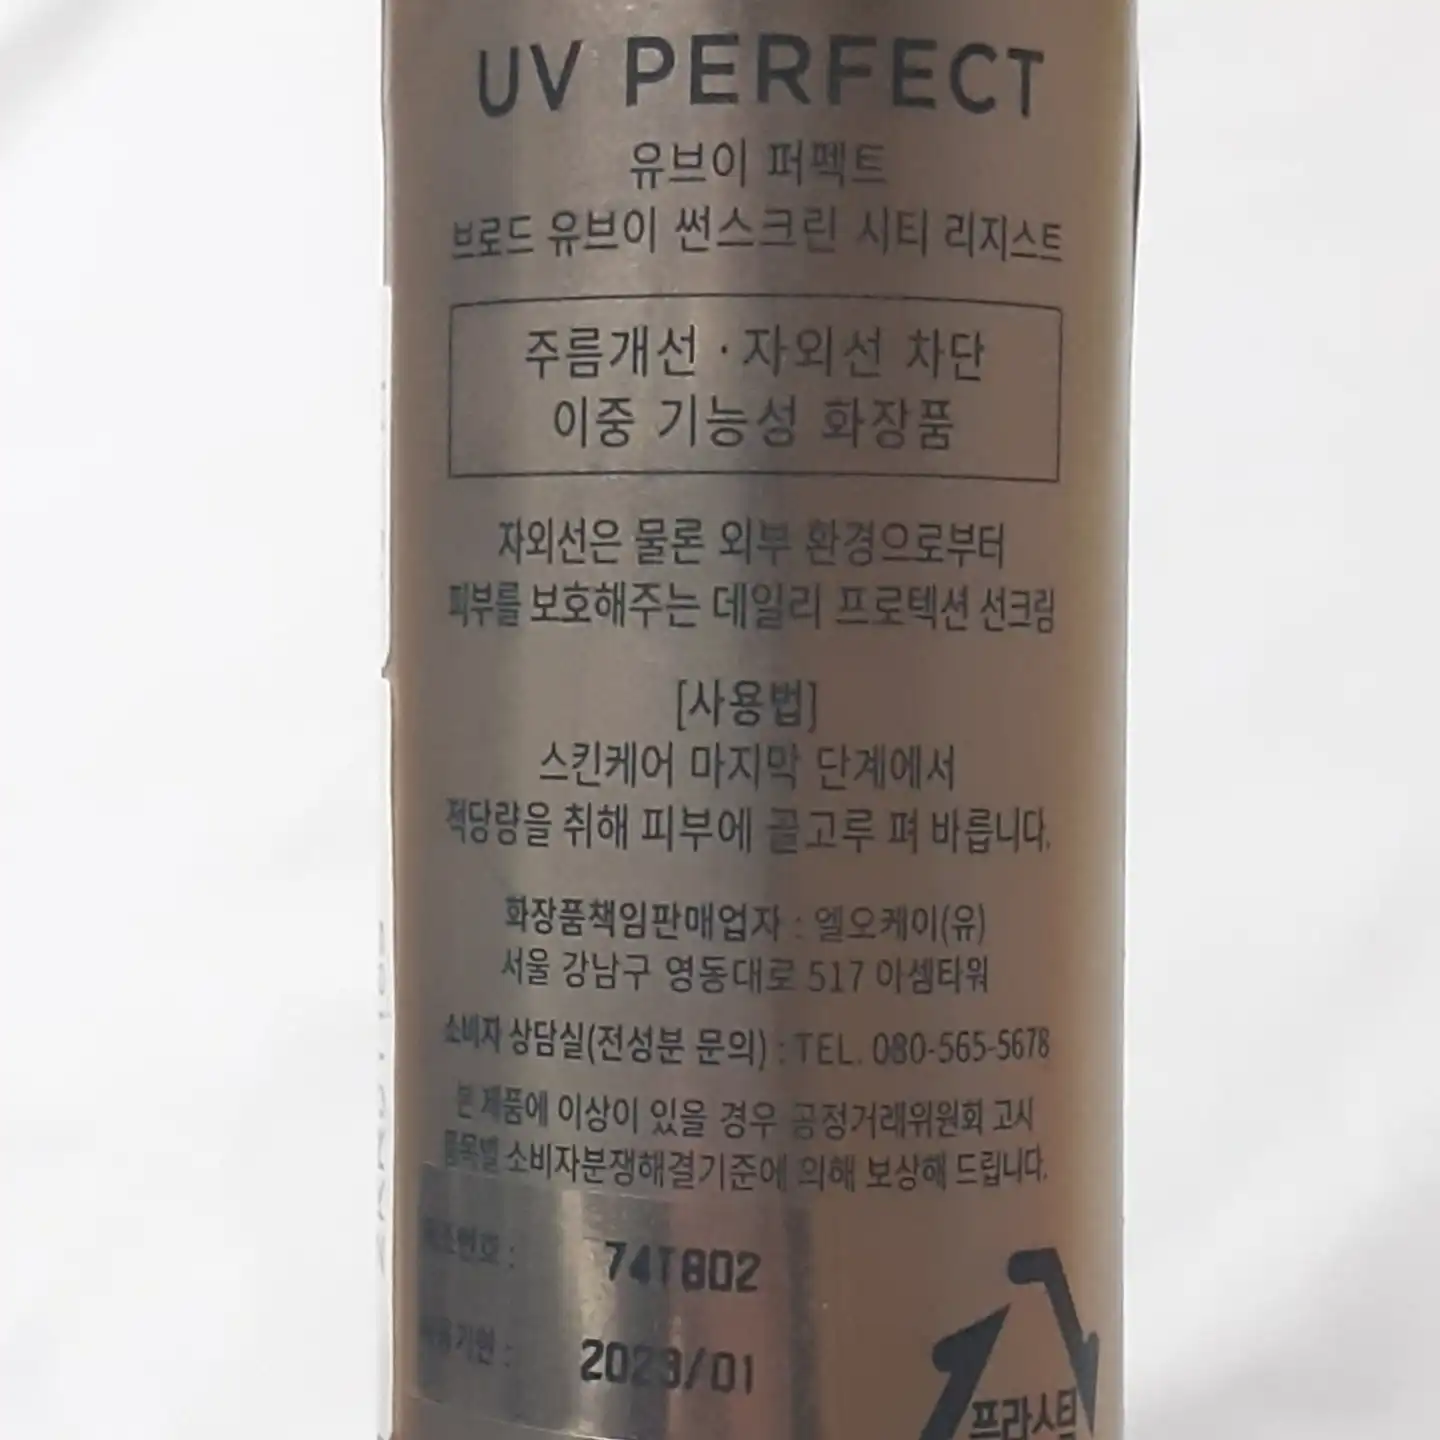 UV PERFECT
유브이 퍼펙트
브로드 유브이 썬스크린 시티 리지스트
주름개선 · 자외선 차단
이중 기능성 화장품
자외선은 물론 외부 환경으로부터
피부를 보호해주는 데일리 프로텍션 선크림
[사용법]
스킨케어 마지막 단계에서
적당량을 취해 피부에 골고루 펴 바릅니다.
화장품책임판매업자 : 엘오케이(유)
서울 강남구 영동대로 517 아셈타워
소비자 상담실(전성분 문의) : TEL. 080-565-5678
본 제품에 이상이 있을 경우 공정거래위원회 고시
품목별 소비자분쟁해결기준에 의해 보상해 드립니다.
제조번호 : 74T802
사용기한 : 2023/01
프라스틱